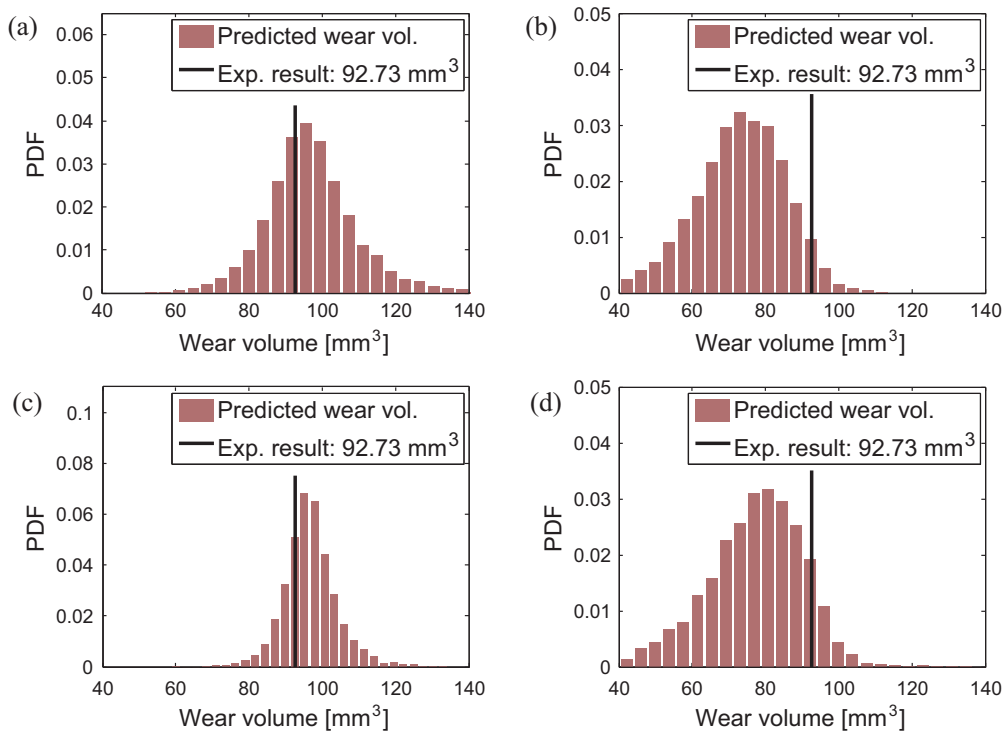 (a)
0.06
0.05
0.04
0.03
0.02
0.01
0
PDF
Predicted wear vol.
Exp. result: 92.73 mm³
40 60 80 100 120 140
Wear volume [mm³]
(b)
0.05
0.04
0.03
0.02
0.01
0
PDF
Predicted wear vol.
Exp. result: 92.73 mm³
40 60 80 100 120 140
Wear volume [mm³]
(c)
0.1
0.08
0.06
0.04
0.02
0
PDF
Predicted wear vol.
Exp. result: 92.73 mm³
40 60 80 100 120 140
Wear volume [mm³]
(d)
0.05
0.04
0.03
0.02
0.01
0
PDF
Predicted wear vol.
Exp. result: 92.73 mm³
40 60 80 100 120 140
Wear volume [mm³]